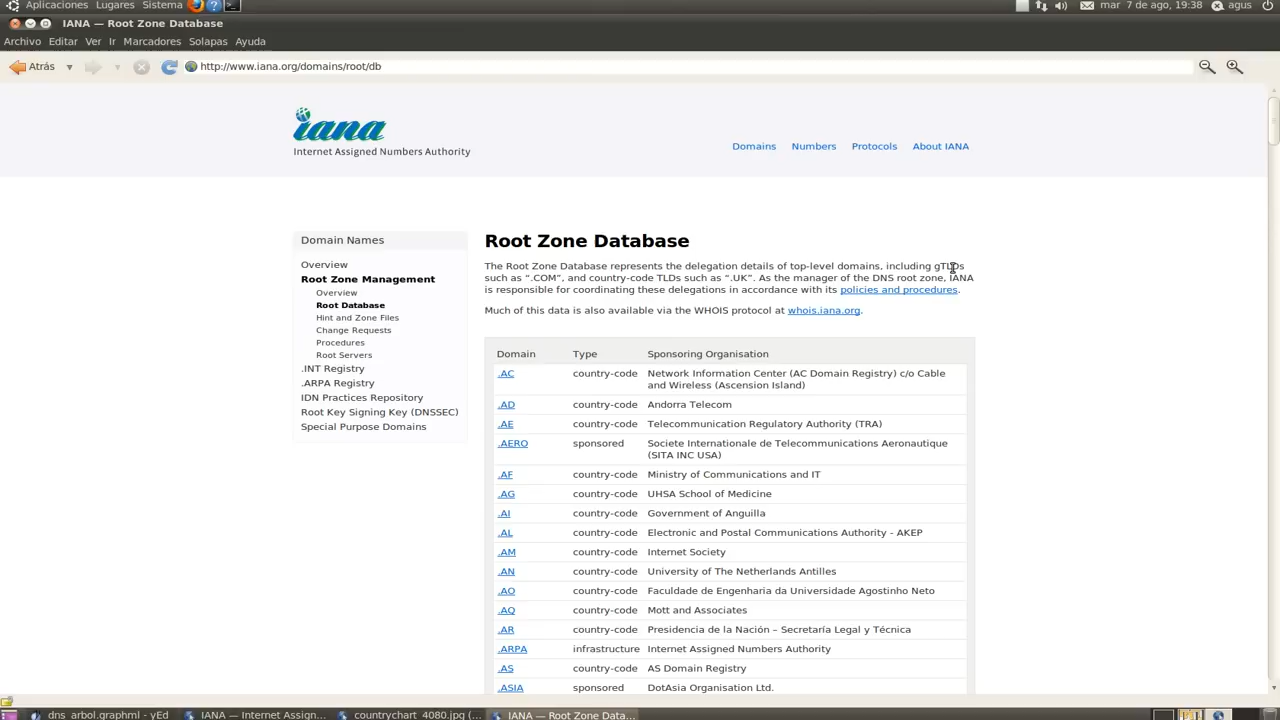 Aplicaciones Lugares Sistema mar 7 de ago, 19:38 agus
IANA — Root Zone Database
Archivo Editar Ver Ir Marcadores Solapas Ayuda
Atrás http://www.iana.org/domains/root/db
iana
Internet Assigned Numbers Authority
Domains Numbers Protocols About IANA
Domain Names
Overview
Root Zone Management
Overview
Root Database
Hint and Zone Files
Change Requests
Procedures
Root Servers
.INT Registry
.ARPA Registry
IDN Practices Repository
Root Key Signing Key (DNSSEC)
Special Purpose Domains
Root Zone Database
The Root Zone Database represents the delegation details of top-level domains, including gTLDs
such as “.COM”, and country-code TLDs such as “.UK”. As the manager of the DNS root zone, IANA
is responsible for coordinating these delegations in accordance with its policies and procedures.
Much of this data is also available via the WHOIS protocol at whois.iana.org.
Domain Type Sponsoring Organisation
.AC country-code Network Information Center (AC Domain Registry) c/o Cable
and Wireless (Ascension Island)
.AD country-code Andorra Telecom
.AE country-code Telecommunication Regulatory Authority (TRA)
.AERO sponsored Societe Internationale de Telecommunications Aeronautique
(SITA INC USA)
.AF country-code Ministry of Communications and IT
.AG country-code UHSA School of Medicine
.AI country-code Government of Anguilla
.AL country-code Electronic and Postal Communications Authority - AKEP
.AM country-code Internet Society
.AN country-code University of The Netherlands Antilles
.AO country-code Faculdade de Engenharia da Universidade Agostinho Neto
.AQ country-code Mott and Associates
.AR country-code Presidencia de la Nación – Secretaría Legal y Técnica
.ARPA infrastructure Internet Assigned Numbers Authority
.AS country-code AS Domain Registry
.ASIA sponsored DotAsia Organisation Ltd.
dns_arbol.graphml - yEd IANA — Internet Assign... countrychart_4080.jpg (... IANA — Root Zone Data...